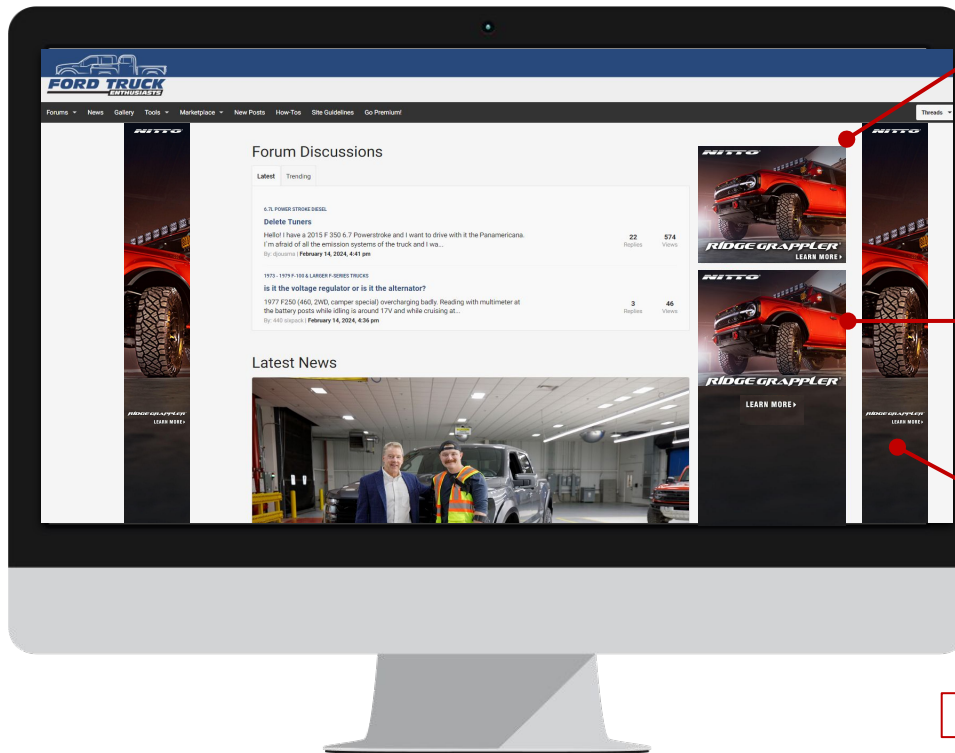 FORD TRUCK
ENTHUSIASTS
Forums News Gallery Tools Marketplace New Posts How-Tos Site Guidelines Go Premium! Threads
NITTO
RIDGE GRAPPLER
LEARN MORE
Forum Discussions
Latest Trending
6.7L POWER STROKE DIESEL
Delete Tuners
Hello! I have a 2015 F 350 6.7 Powerstroke and I want to drive with it the Panamericana.
I´m afraid of all the emission systems of the truck and I wa...
By: djousma | February 14, 2024, 4:41 pm
22 574
Replies Views
1973 - 1979 F-100 & LARGER F-SERIES TRUCKS
is it the voltage regulator or is it the alternator?
1977 F250 (460, 2WD, camper special) overcharging badly. Reading with multimeter at
the battery posts while idling is around 17V and while cruising at...
By: 440 sixpack | February 14, 2024, 4:36 pm
3 46
Replies Views
Latest News
NITTO
RIDGE GRAPPLER
LEARN MORE
RIDGE GRAPPLER
LEARN MORE
NITTO
RIDGE GRAPPLER
LEARN MORE